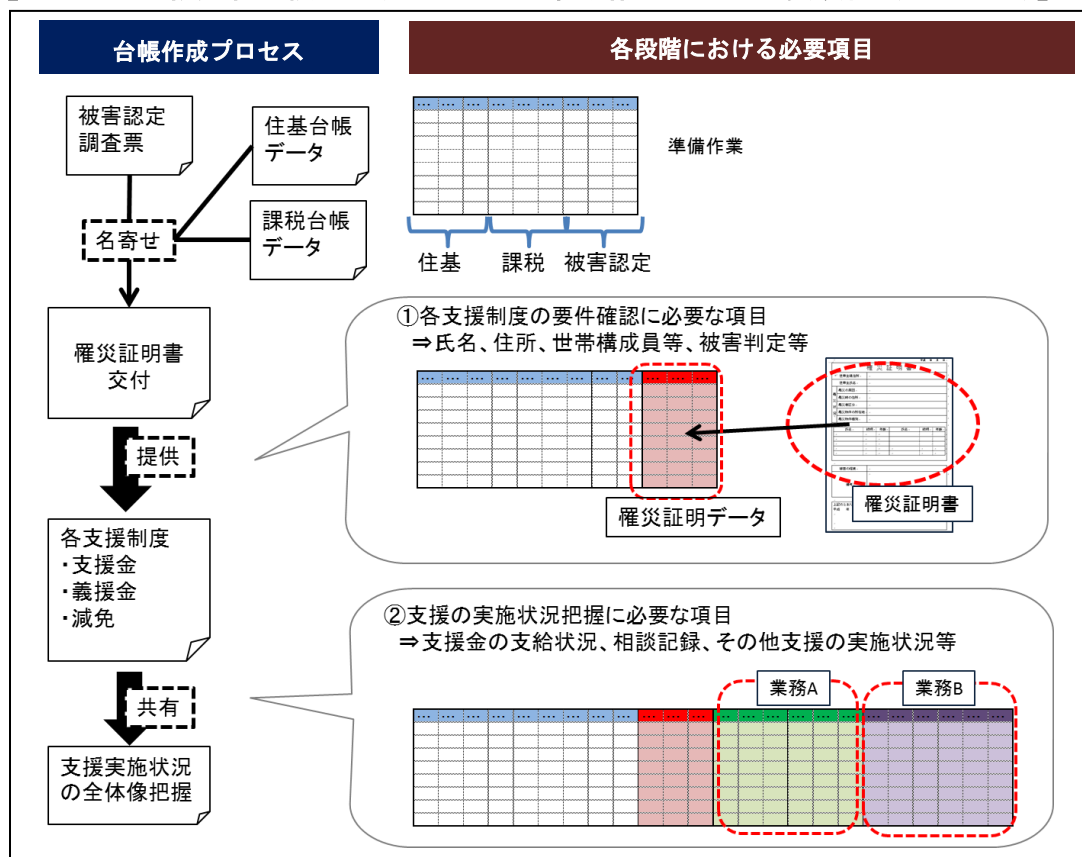 台帳作成プロセス
各段階における必要項目
被害認定
調査票
住基台帳
データ
名寄せ
課税台帳
データ
準備作業
住基
課税
被害認定
罹災証明書
交付
提供
①各支援制度の要件確認に必要な項目
⇒氏名、住所、世帯構成員等、被害判定等
罹災証明データ
罹災証明書
罹災証明書
各支援制度
・支援金
・義援金
・減免
共有
支援実施状況
の全体像把握
②支援の実施状況把握に必要な項目
⇒支援金の支給状況、相談記録、その他支援の実施状況等
業務A
業務B